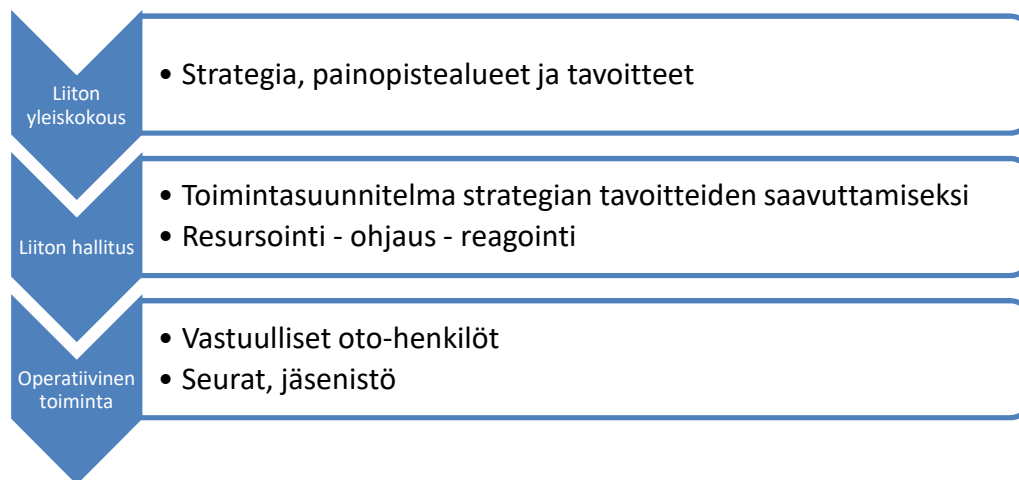 Liiton
yleiskokous
• Strategia, painopistealueet ja tavoitteet
Liiton hallitus
• Toimintasuunnitelma strategian tavoitteiden saavuttamiseksi
• Resursointi - ohjaus - reagointi
Operatiivinen
toiminta
• Vastuulliset oto-henkilöt
• Seurat, jäsenistö